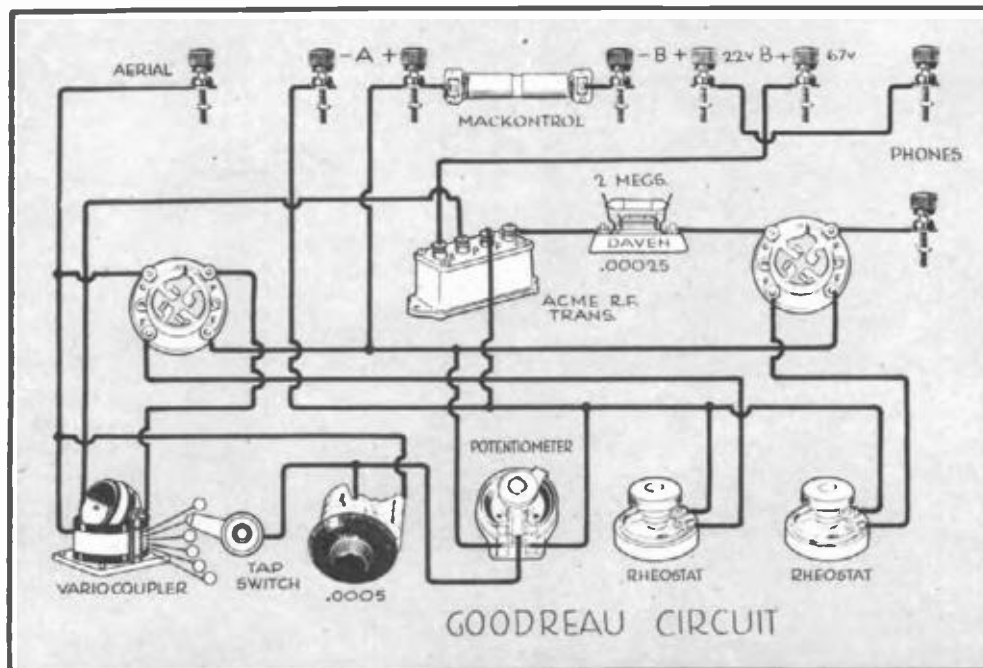 AERIAL
- A +
- B + 22V B + 67V
MACKONTROL
PHONES
2 MEGS.
DAVEN
.00025
ACME R.F.
TRANS.
POTENTIOMETER
VARIOCOUPLER
TAP
SWITCH
.0005
RHEOSTAT
RHEOSTAT
GOODREAU CIRCUIT